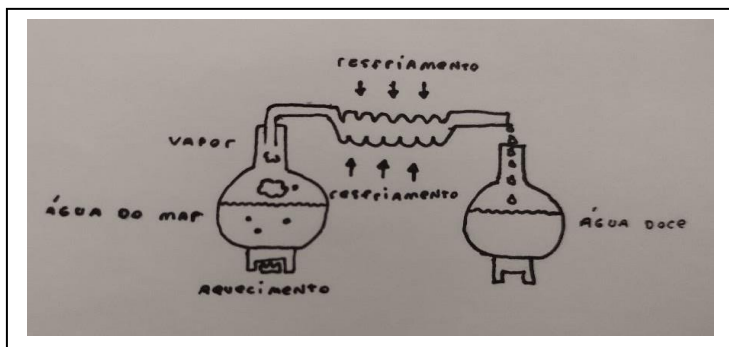 resfriamento
VAPOR
resfriamento
ÁGUA DO MAR
ÁGUA DOCE
AQUECIMENTO